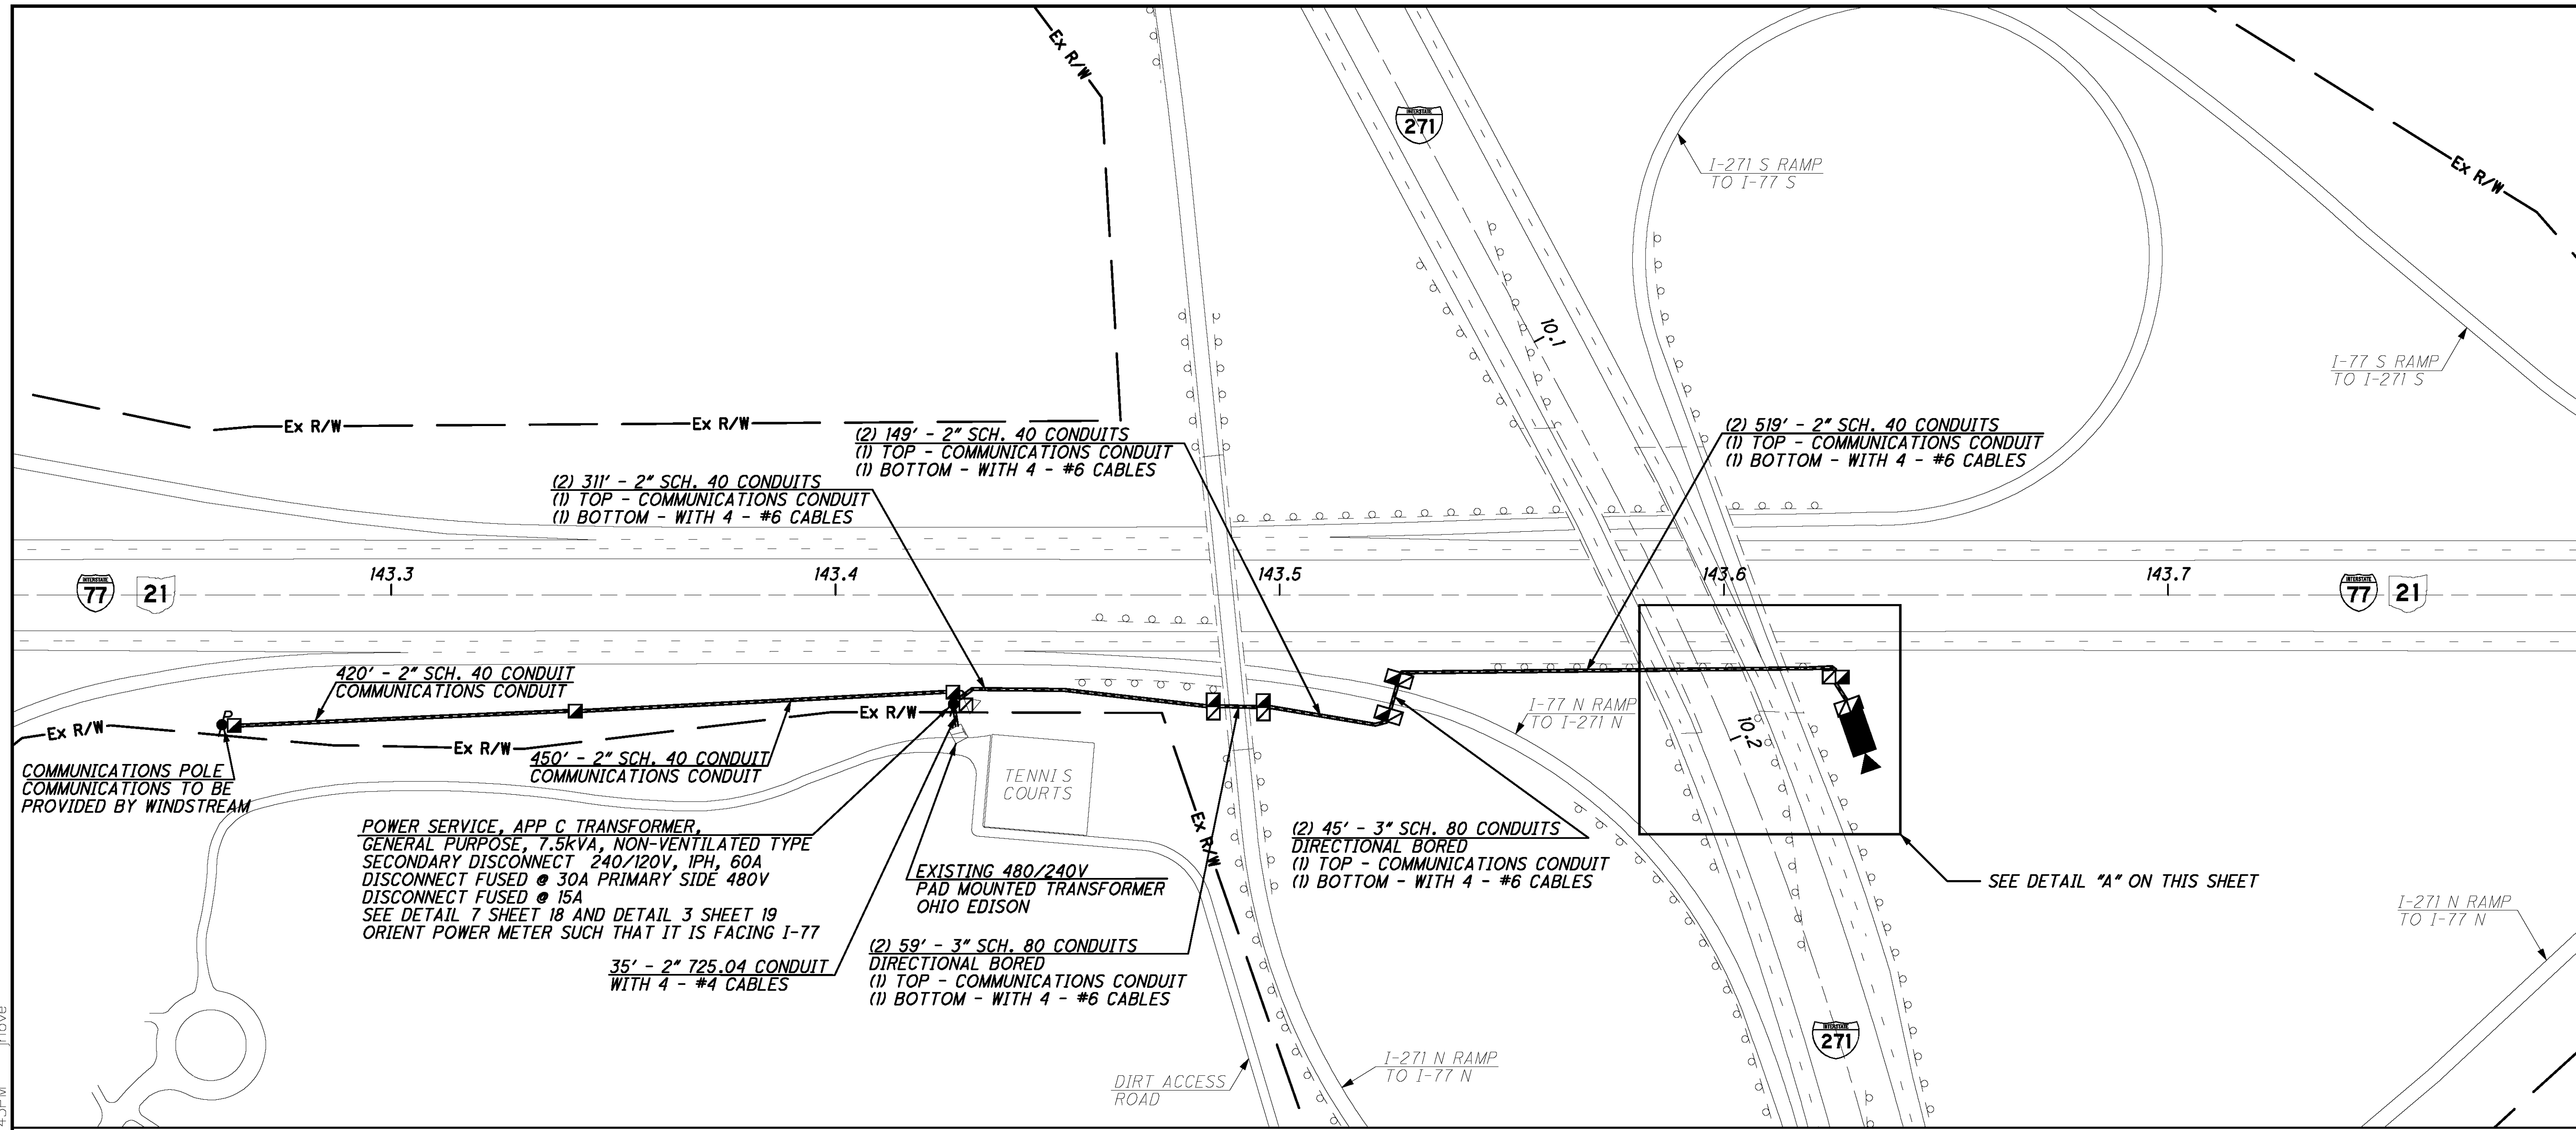 Ex R/W
INTERSTATE
271
I-271 S RAMP
TO I-77 S
Ex R/W
10.1
I-77 S RAMP
TO I-271 S
Ex R/W
Ex R/W
(2) 149' - 2" SCH. 40 CONDUITS
(1) TOP - COMMUNICATIONS CONDUIT
(1) BOTTOM - WITH 4 - #6 CABLES
(2) 519' - 2" SCH. 40 CONDUITS
(1) TOP - COMMUNICATIONS CONDUIT
(1) BOTTOM - WITH 4 - #6 CABLES
(2) 311' - 2" SCH. 40 CONDUITS
(1) TOP - COMMUNICATIONS CONDUIT
(1) BOTTOM - WITH 4 - #6 CABLES
INTERSTATE
77
21
143.3
143.4
143.5
143.6
143.7
INTERSTATE
77
21
420' - 2" SCH. 40 CONDUIT
COMMUNICATIONS CONDUIT
P
Ex R/W
Ex R/W
Ex R/W
I-77 N RAMP
TO I-271 N
10.2
450' - 2" SCH. 40 CONDUIT
COMMUNICATIONS CONDUIT
COMMUNICATIONS POLE
COMMUNICATIONS TO BE
PROVIDED BY WINDSTREAM
TENNIS
COURTS
Ex R/W
POWER SERVICE, APP C TRANSFORMER,
GENERAL PURPOSE, 7.5KVA, NON-VENTILATED TYPE
SECONDARY DISCONNECT 240/120V, 1PH, 60A
DISCONNECT FUSED @ 30A PRIMARY SIDE 480V
DISCONNECT FUSED @ 15A
SEE DETAIL 7 SHEET 18 AND DETAIL 3 SHEET 19
ORIENT POWER METER SUCH THAT IT IS FACING I-77
EXISTING 480/240V
PAD MOUNTED TRANSFORMER
OHIO EDISON
(2) 45' - 3" SCH. 80 CONDUITS
DIRECTIONAL BORED
(1) TOP - COMMUNICATIONS CONDUIT
(1) BOTTOM - WITH 4 - #6 CABLES
SEE DETAIL "A" ON THIS SHEET
I-271 N RAMP
TO I-77 N
35' - 2" 725.04 CONDUIT
WITH 4 - #4 CABLES
(2) 59' - 3" SCH. 80 CONDUITS
DIRECTIONAL BORED
(1) TOP - COMMUNICATIONS CONDUIT
(1) BOTTOM - WITH 4 - #6 CABLES
INTERSTATE
271
I-271 N RAMP
TO I-77 N
DIRT ACCESS
ROAD